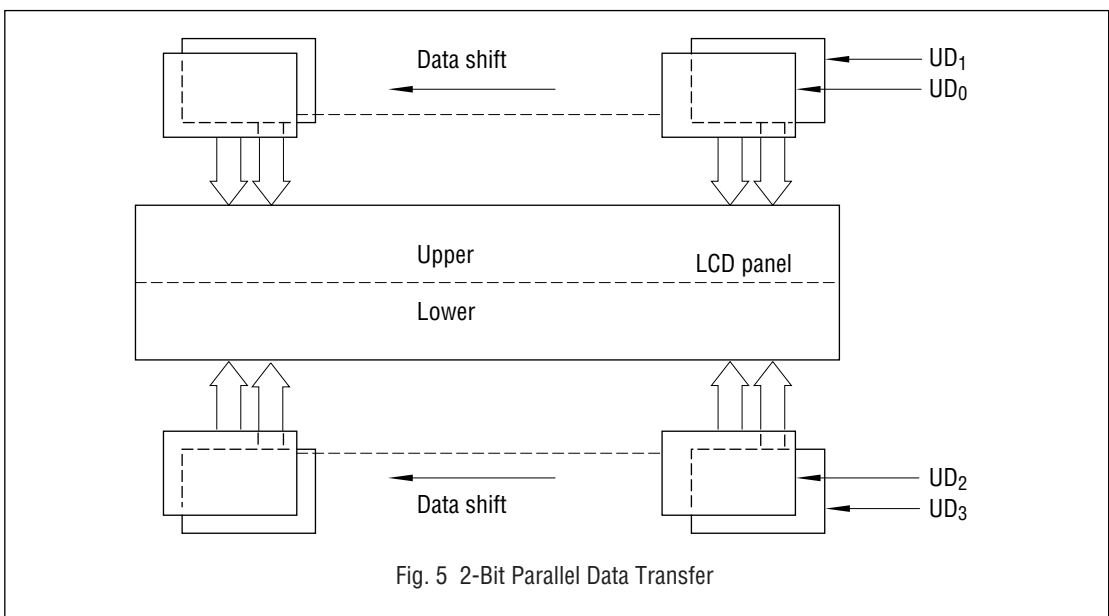 Data shift
UD₁
UD₀
Upper
LCD panel
Lower
UD₂
Data shift
UD₃
Fig. 5 2-Bit Parallel Data Transfer